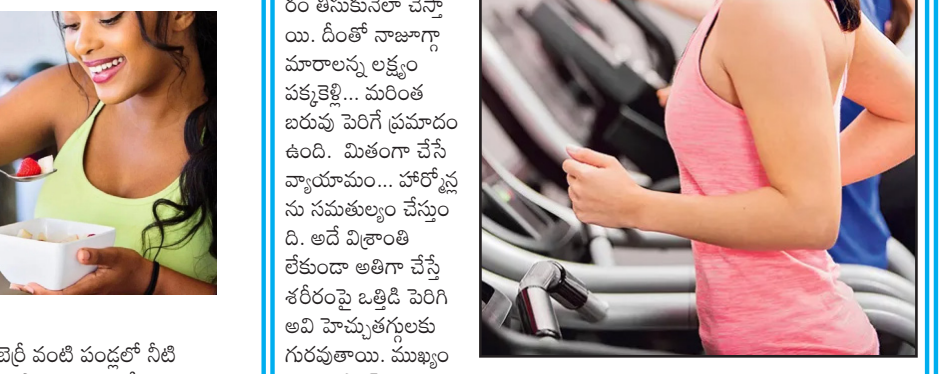 బెర్రీ వంటి పండ్లలో నీటి
రం తీసుకునేలా చేస్తా
యి. దీంతో నాజూగ్గా
మారాలన్న లక్ష్యం
పక్కకెళ్లి... మరింత
బరువు పెరిగే ప్రమాదం
ఉంది. మితంగా చేసే
వ్యాయామం... హార్మోన్ల
ను సమతుల్యం చేస్తుం
ది. అదే విశ్రాంతి
లేకుండా అతిగా చేస్తే
శరీరంపై ఒత్తిడి పెరిగి
అవి హెచ్చుతగ్గులకు
గురవుతాయి. ముఖ్యం